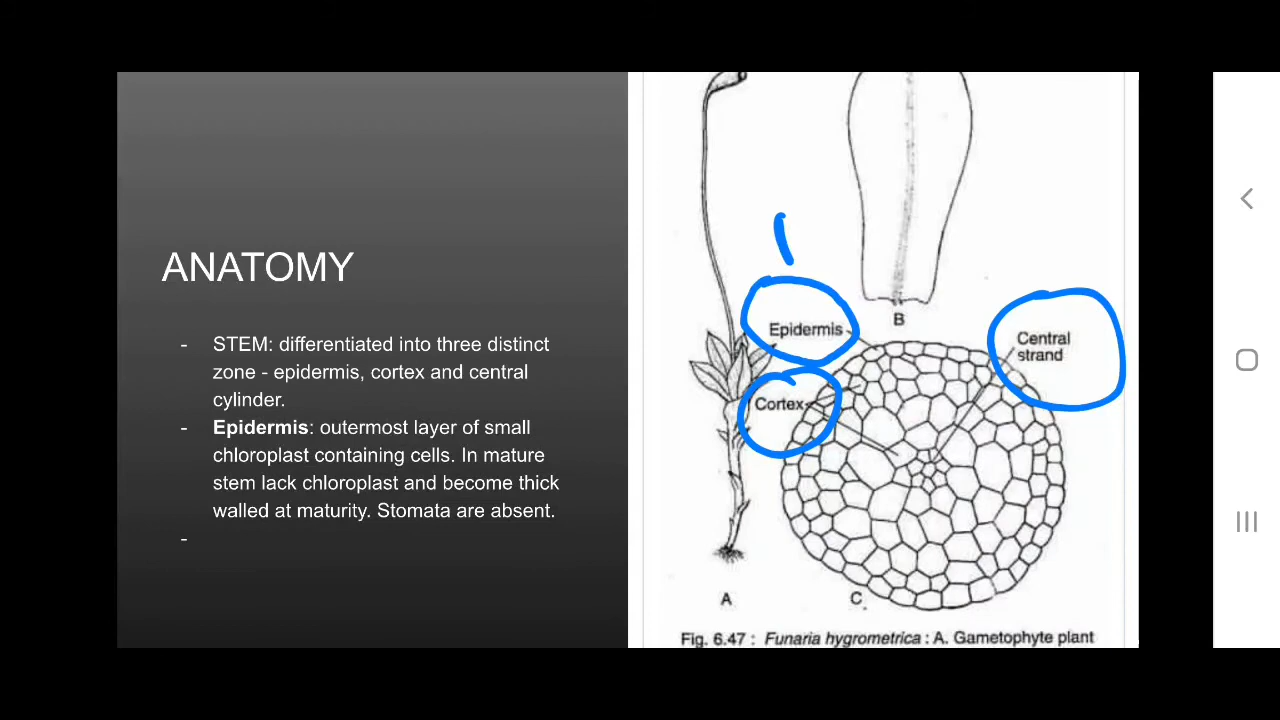 ANATOMY
- STEM: differentiated into three distinct
zone - epidermis, cortex and central
cylinder.
- Epidermis: outermost layer of small
chloroplast containing cells. In mature
stem lack chloroplast and become thick
walled at maturity. Stomata are absent.
-
B
Epidermis
Central
strand
Cortex
A
C
Fig. 6.47 : Funaria hygrometrica : A. Gametophyte plant